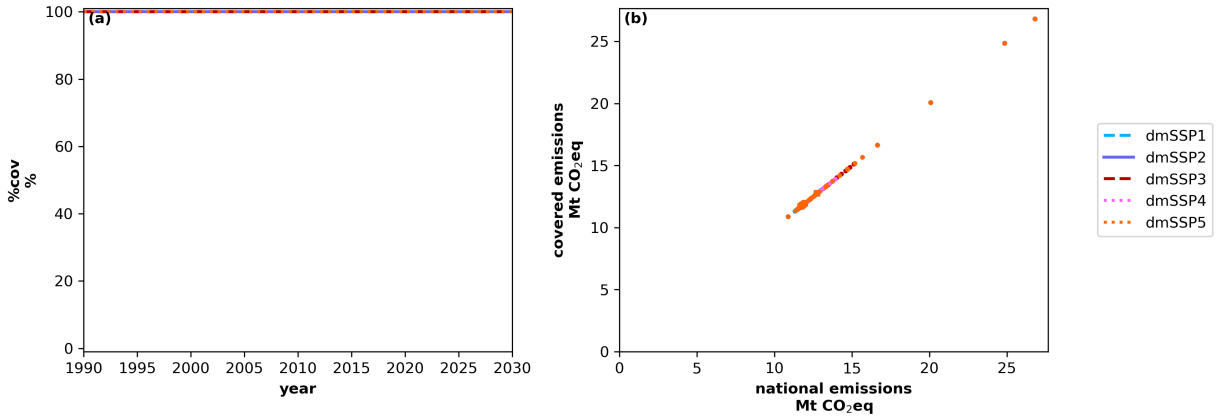 (a)
100
80
60
40
20
0
%cov
%
1990 1995 2000 2005 2010 2015 2020 2025 2030
year
(b)
25
20
15
10
5
0
covered emissions
Mt CO₂eq
0 5 10 15 20 25
national emissions
Mt CO₂eq
dmSSP1
dmSSP2
dmSSP3
dmSSP4
dmSSP5